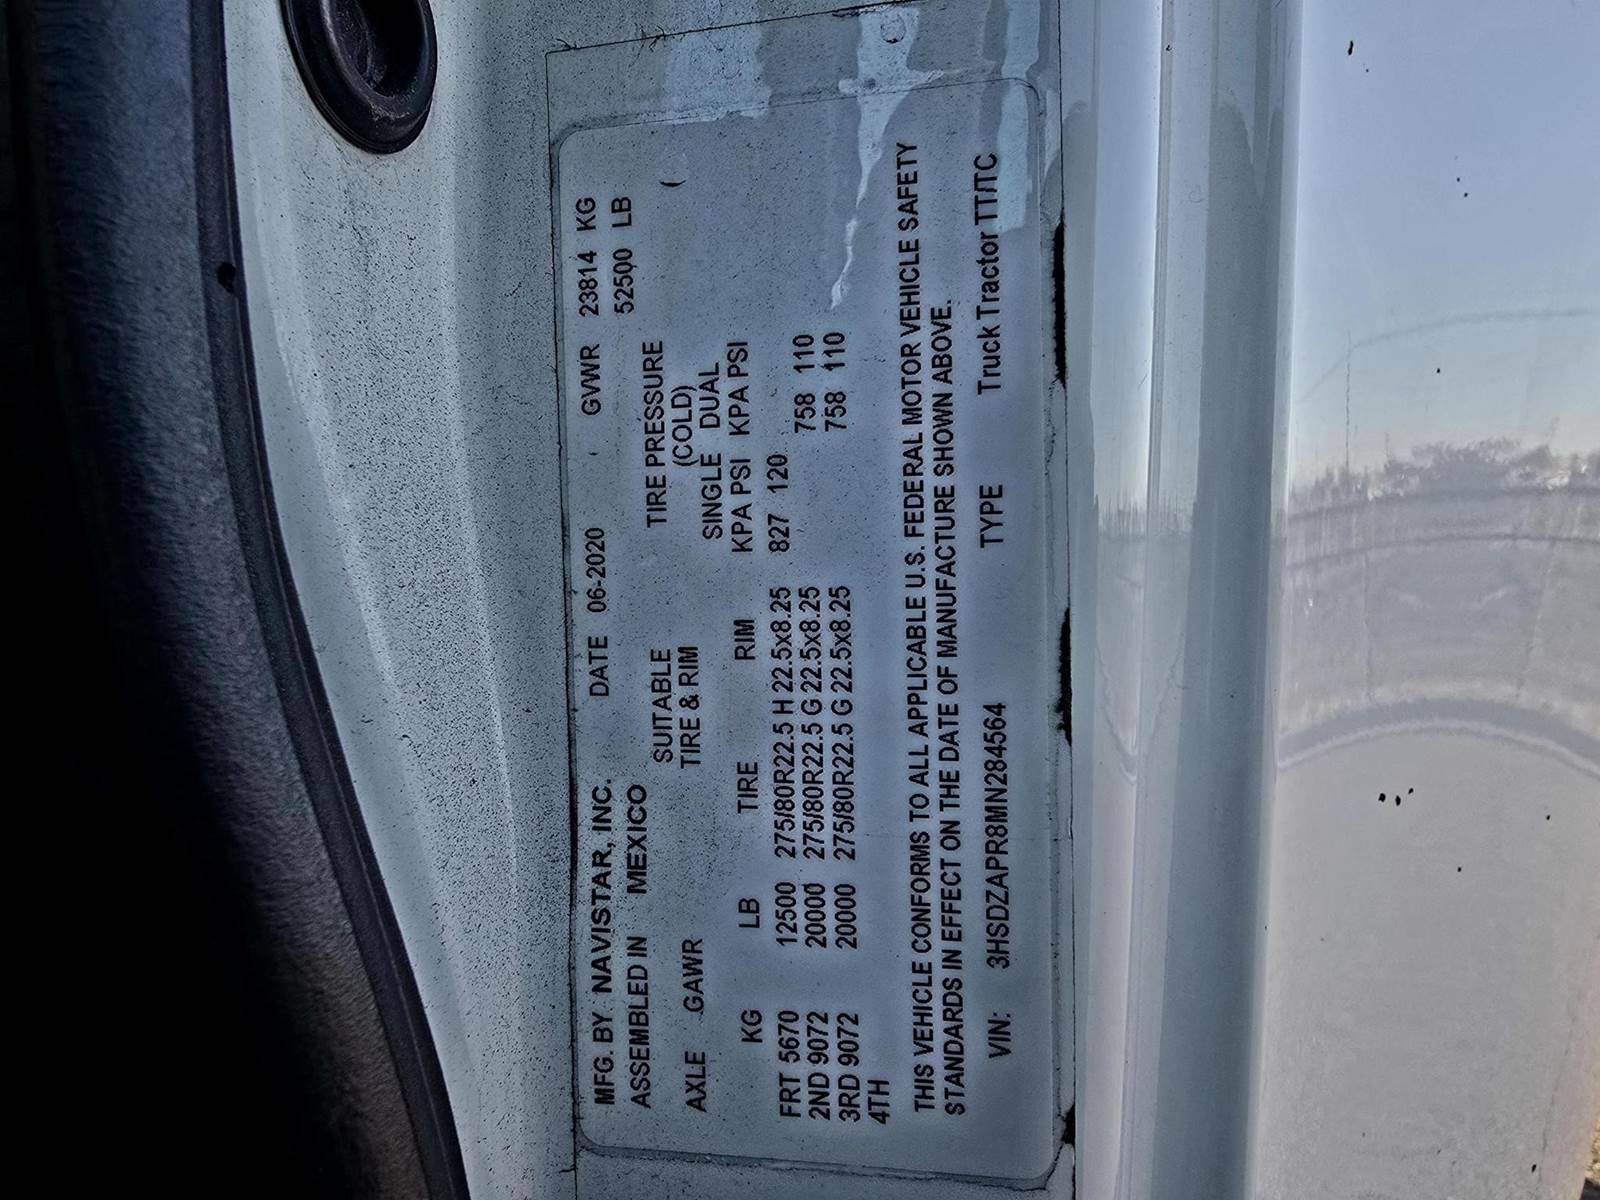 MFG. BY NAVISTAR, INC. DATE 06-2020 GVWR 23814 KG
ASSEMBLED IN MEXICO 52500 LB
SUITABLE TIRE PRESSURE
AXLE GAWR TIRE & RIM (COLD)
SINGLE DUAL
KG LB TIRE RIM KPA PSI KPA PSI
FRT 5670 12500 275/80R22.5 H 22.5x8.25 827 120
2ND 9072 20000 275/80R22.5 G 22.5x8.25 758 110
3RD 9072 20000 275/80R22.5 G 22.5x8.25 758 110
4TH
THIS VEHICLE CONFORMS TO ALL APPLICABLE U.S. FEDERAL MOTOR VEHICLE SAFETY
STANDARDS IN EFFECT ON THE DATE OF MANUFACTURE SHOWN ABOVE.
VIN: 3HSDZAPR8MN284564 TYPE Truck Tractor TT/TC